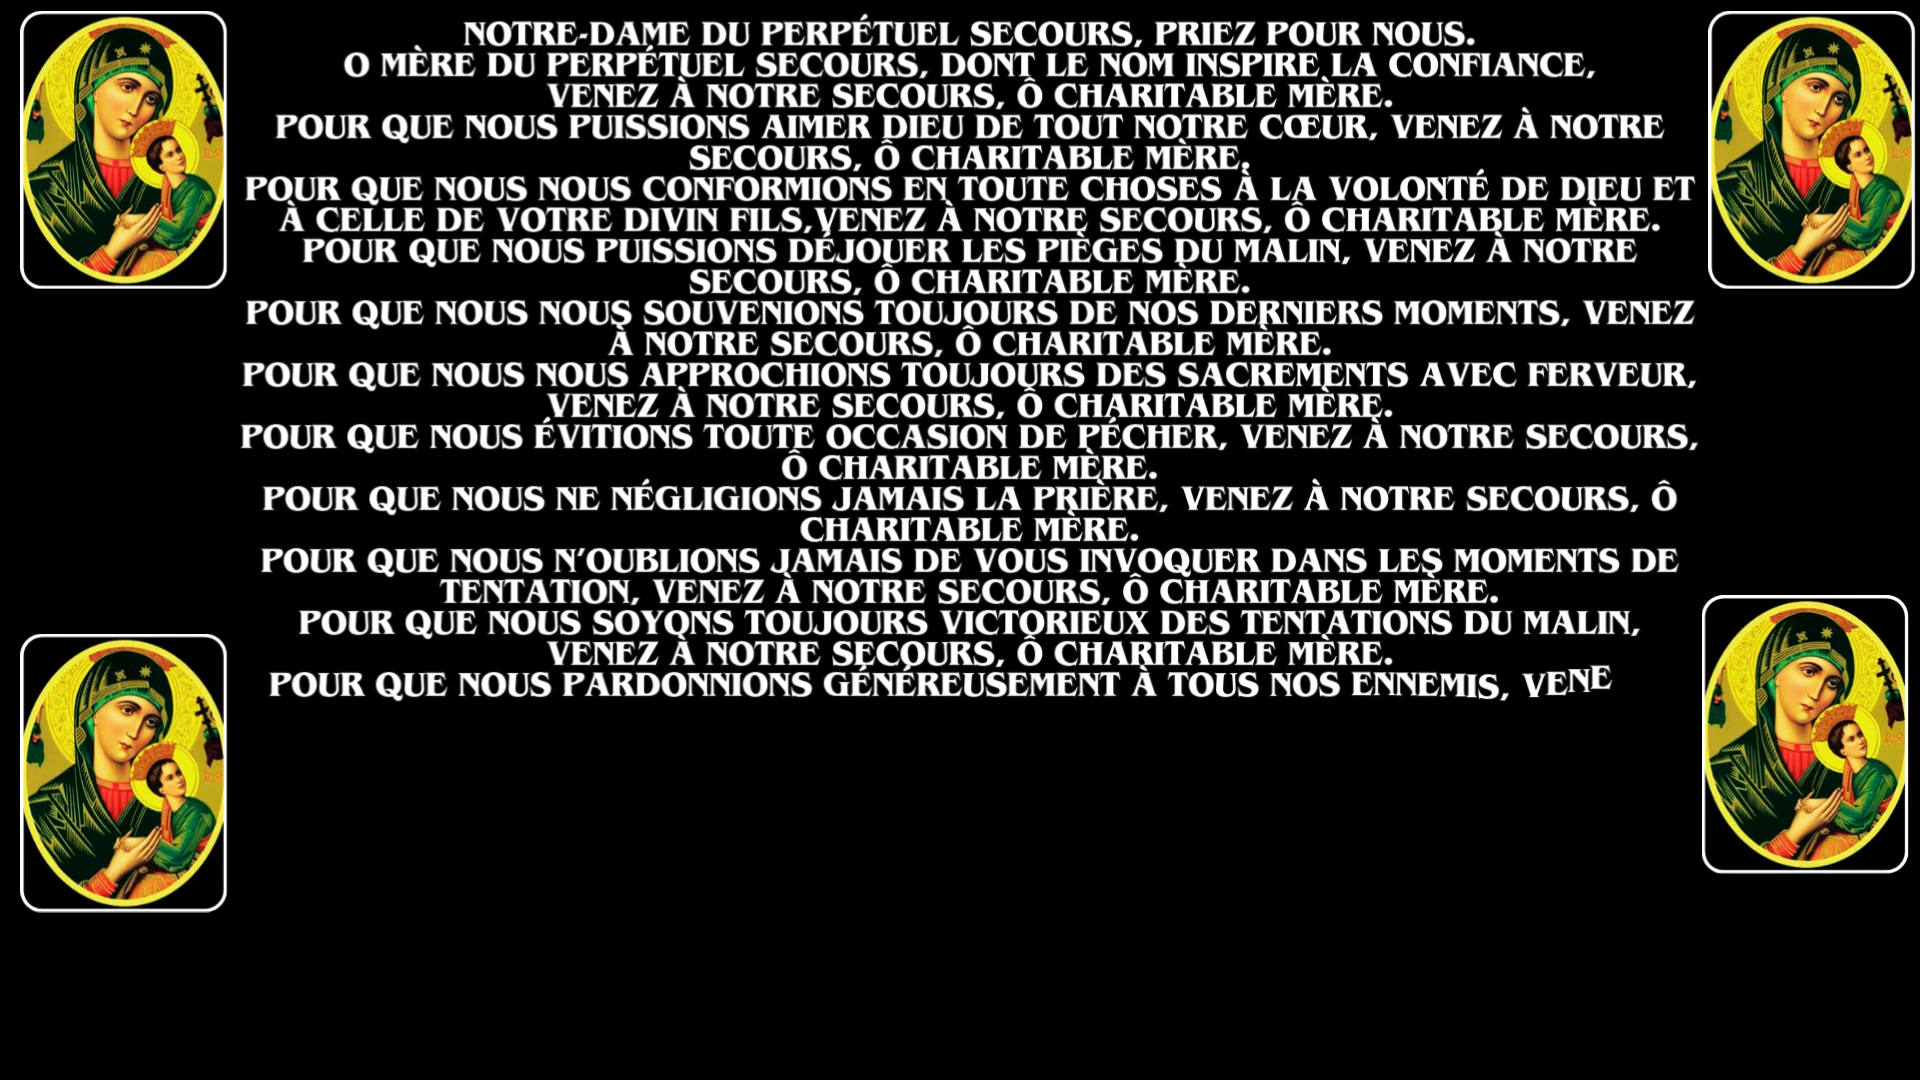 NOTRE-DAME DU PERPÉTUEL SECOURS, PRIEZ POUR NOUS.
O MÈRE DU PERPÉTUEL SECOURS, DONT LE NOM INSPIRE LA CONFIANCE,
VENEZ À NOTRE SECOURS, Ô CHARITABLE MÈRE.
POUR QUE NOUS PUISSIONS AIMER DIEU DE TOUT NOTRE CŒUR, VENEZ À NOTRE
SECOURS, Ô CHARITABLE MÈRE.
POUR QUE NOUS NOUS CONFORMIONS EN TOUTE CHOSES À LA VOLONTÉ DE DIEU ET
À CELLE DE VOTRE DIVIN FILS,VENEZ À NOTRE SECOURS, Ô CHARITABLE MÈRE.
POUR QUE NOUS PUISSIONS DÉJOUER LES PIÈGES DU MALIN, VENEZ À NOTRE
SECOURS, Ô CHARITABLE MÈRE.
POUR QUE NOUS NOUS SOUVENIONS TOUJOURS DE NOS DERNIERS MOMENTS, VENEZ
À NOTRE SECOURS, Ô CHARITABLE MÈRE.
POUR QUE NOUS NOUS APPROCHIONS TOUJOURS DES SACREMENTS AVEC FERVEUR,
VENEZ À NOTRE SECOURS, Ô CHARITABLE MÈRE.
POUR QUE NOUS ÉVITIONS TOUTE OCCASION DE PÉCHER, VENEZ À NOTRE SECOURS,
Ô CHARITABLE MÈRE.
POUR QUE NOUS NE NÉGLIGIONS JAMAIS LA PRIÈRE, VENEZ À NOTRE SECOURS, Ô
CHARITABLE MÈRE.
POUR QUE NOUS N'OUBLIONS JAMAIS DE VOUS INVOQUER DANS LES MOMENTS DE
TENTATION, VENEZ À NOTRE SECOURS, Ô CHARITABLE MÈRE.
POUR QUE NOUS SOYONS TOUJOURS VICTORIEUX DES TENTATIONS DU MALIN,
VENEZ À NOTRE SECOURS, Ô CHARITABLE MÈRE.
POUR QUE NOUS PARDONNIONS GÉNÉREUSEMENT À TOUS NOS ENNEMIS, VENE